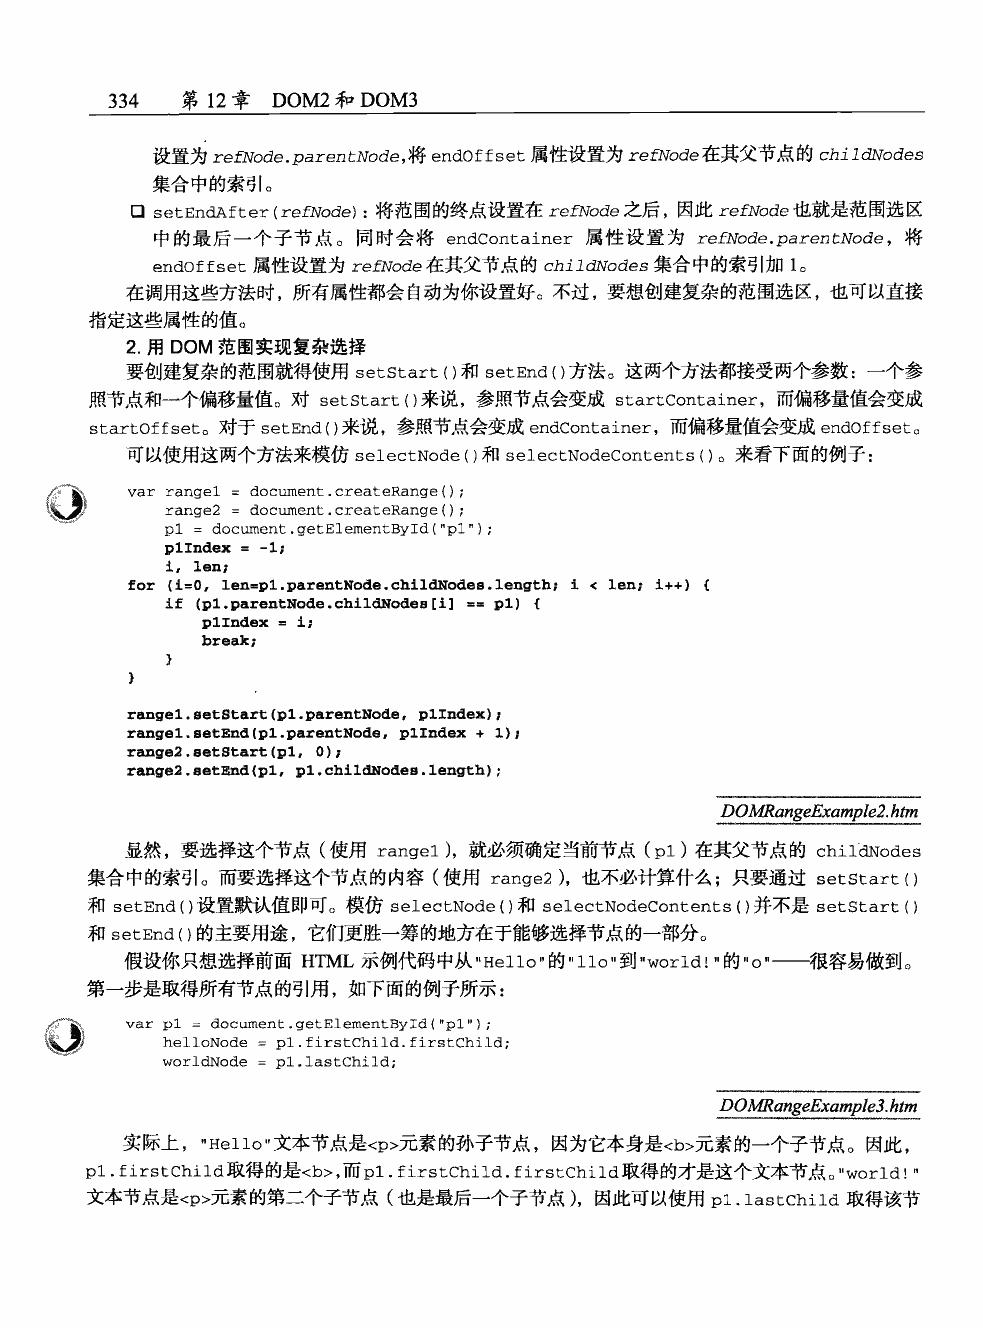 334 第 12 章 DOM2 和 DOM3
设置为 refNode.parentNode,将 endOffset 属性设置为 refNode在其父节点的 childNodes
集合中的索引。
❑ setEndAfter(refNode)：将范围的终点设置在 refNode 之后，因此 refNode 也就是范围选区
中的最后一个子节点。同时会将 endContainer 属性设置为 refNode.parentNode，将
endOffset 属性设置为 refNode 在其父节点的 childNodes 集合中的索引加 1。
在调用这些方法时，所有属性都会自动为你设置好。不过，要想创建复杂的范围选区，也可以直接
指定这些属性的值。
2. 用 DOM 范围实现复杂选择
要创建复杂的范围就得使用 setStart()和 setEnd()方法。这两个方法都接受两个参数：一个参
照节点和一个偏移量值。对 setStart()来说，参照节点会变成 startContainer，而偏移量值会变成
startOffset。对于 setEnd()来说，参照节点会变成 endContainer，而偏移量值会变成 endOffset。
可以使用这两个方法来模仿 selectNode()和 selectNodeContents()。来看下面的例子：
var range1 = document.createRange();
range2 = document.createRange();
p1 = document.getElementById("p1");
p1Index = -1;
i, len;
for (i=0, len=p1.parentNode.childNodes.length; i < len; i++) {
if (p1.parentNode.childNodes[i] == p1) {
p1Index = i;
break;
}
}
range1.setStart(p1.parentNode, p1Index);
range1.setEnd(p1.parentNode, p1Index + 1);
range2.setStart(p1, 0);
range2.setEnd(p1, p1.childNodes.length);
DOMRangeExample2.htm
显然，要选择这个节点（使用 range1），就必须确定当前节点（p1）在其父节点的 childNodes
集合中的索引。而要选择这个节点的内容（使用 range2），也不必计算什么；只要通过 setStart()
和 setEnd()设置默认值即可。模仿 selectNode()和 selectNodeContents()并不是 setStart()
和 setEnd()的主要用途，它们更胜一筹的地方在于能够选择节点的一部分。
假设你只想选择前面 HTML 示例代码中从"Hello"的"llo"到"world!"的"o"——很容易做到。
第一步是取得所有节点的引用，如下面的例子所示：
var p1 = document.getElementById("p1");
helloNode = p1.firstChild.firstChild;
worldNode = p1.lastChild;
DOMRangeExample3.htm
实际上，"Hello"文本节点是<p>元素的孙子节点，因为它本身是<b>元素的一个子节点。因此，
p1.firstChild取得的是<b>,而p1.firstChild.firstChild取得的才是这个文本节点。"world!"
文本节点是<p>元素的第二个子节点（也是最后一个子节点），因此可以使用 p1.lastChild 取得该节